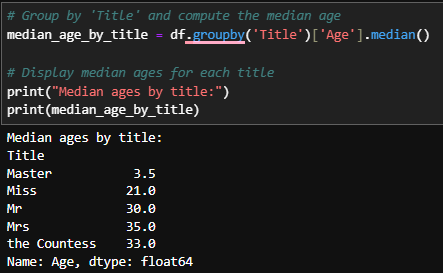 # Group by 'Title' and compute the median age
median_age_by_title = df.groupby('Title')['Age'].median()
# Display median ages for each title
print("Median ages by title:")
print(median_age_by_title)
Median ages by title:
Title
Master 3.5
Miss 21.0
Mr 30.0
Mrs 35.0
the Countess 33.0
Name: Age, dtype: float64